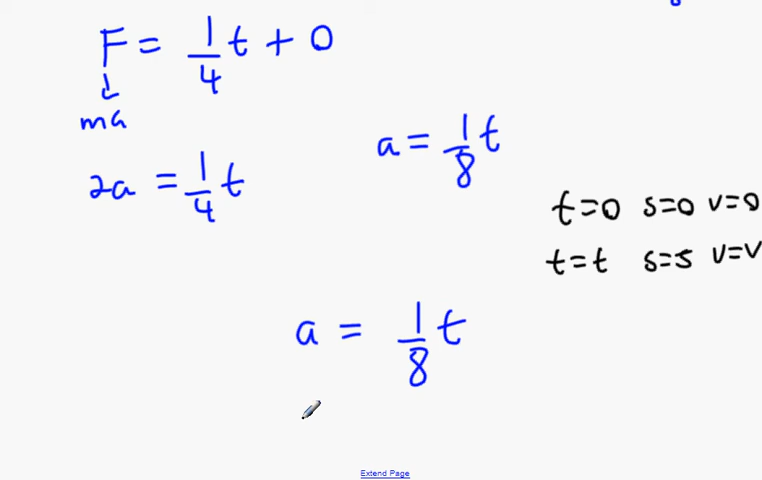 F = 1/4 t + 0
↓
ma
2a = 1/4 t
a = 1/8 t
t=0 s=0 v=0
t=t s=s v=v
a = 1/8 t
Extend Page